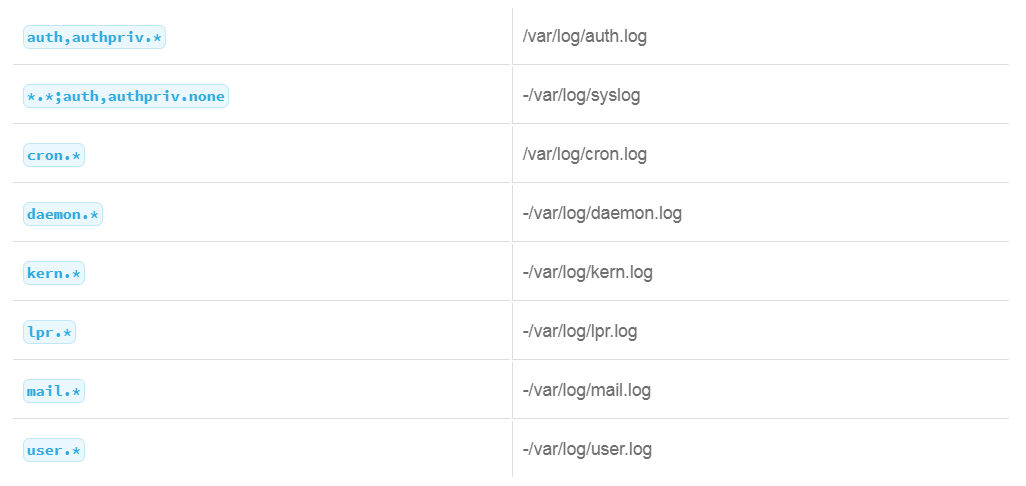 auth,authpriv.* /var/log/auth.log
*.*;auth,authpriv.none -/var/log/syslog
cron.* /var/log/cron.log
daemon.* -/var/log/daemon.log
kern.* -/var/log/kern.log
lpr.* -/var/log/lpr.log
mail.* -/var/log/mail.log
user.* -/var/log/user.log